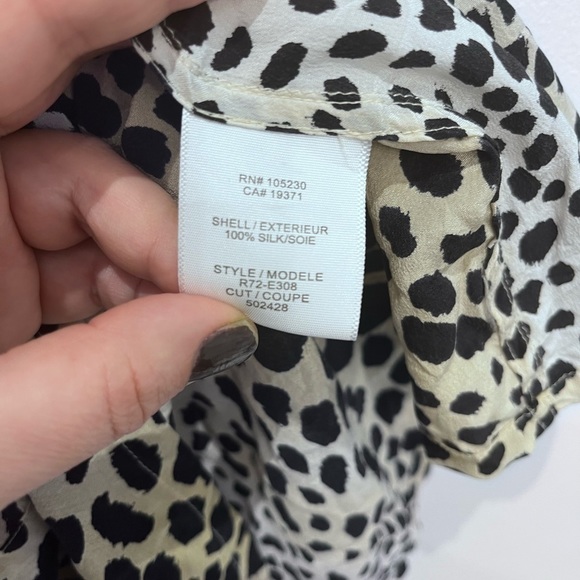 RN# 105230
CA# 19371
SHELL / EXTERIEUR
100% SILK/SOIE
STYLE / MODELE
R72-E308
CUT / COUPE
502428